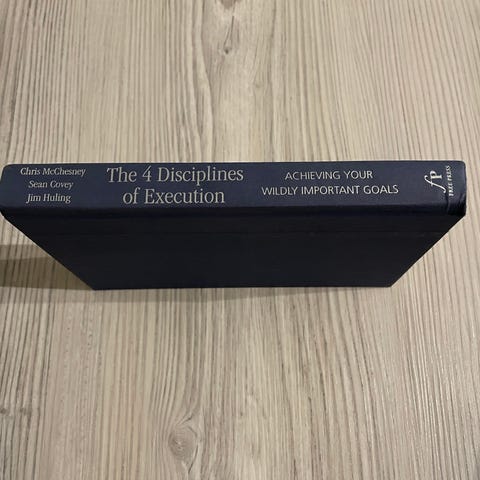 Chris McChesney
Sean Covey
Jim Huling
The 4 Disciplines
of Execution
ACHIEVING YOUR
WILDLY IMPORTANT GOALS
fP
FREE PRESS